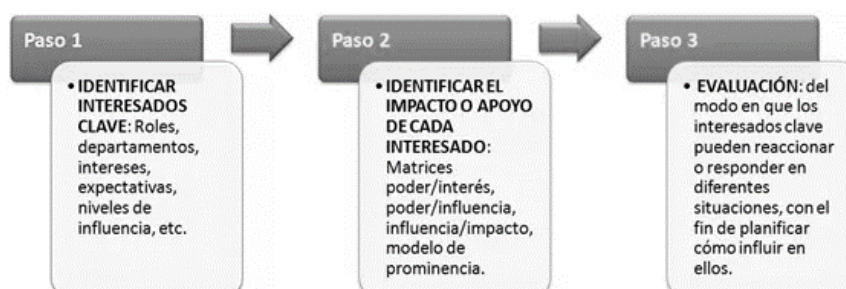 Paso 1
• IDENTIFICAR
INTERESADOS
CLAVE: Roles,
departamentos,
intereses,
expectativas,
niveles de
influencia, etc.
Paso 2
• IDENTIFICAR EL
IMPACTO O APOYO
DE CADA
INTERESADO:
Matrices
poder/interés,
poder/influencia,
influencia/impacto,
modelo de
prominencia.
Paso 3
• EVALUACIÓN: del
modo en que los
interesados clave
pueden reaccionar
o responder en
diferentes
situaciones, con el
fin de planificar
cómo influir en
ellos.